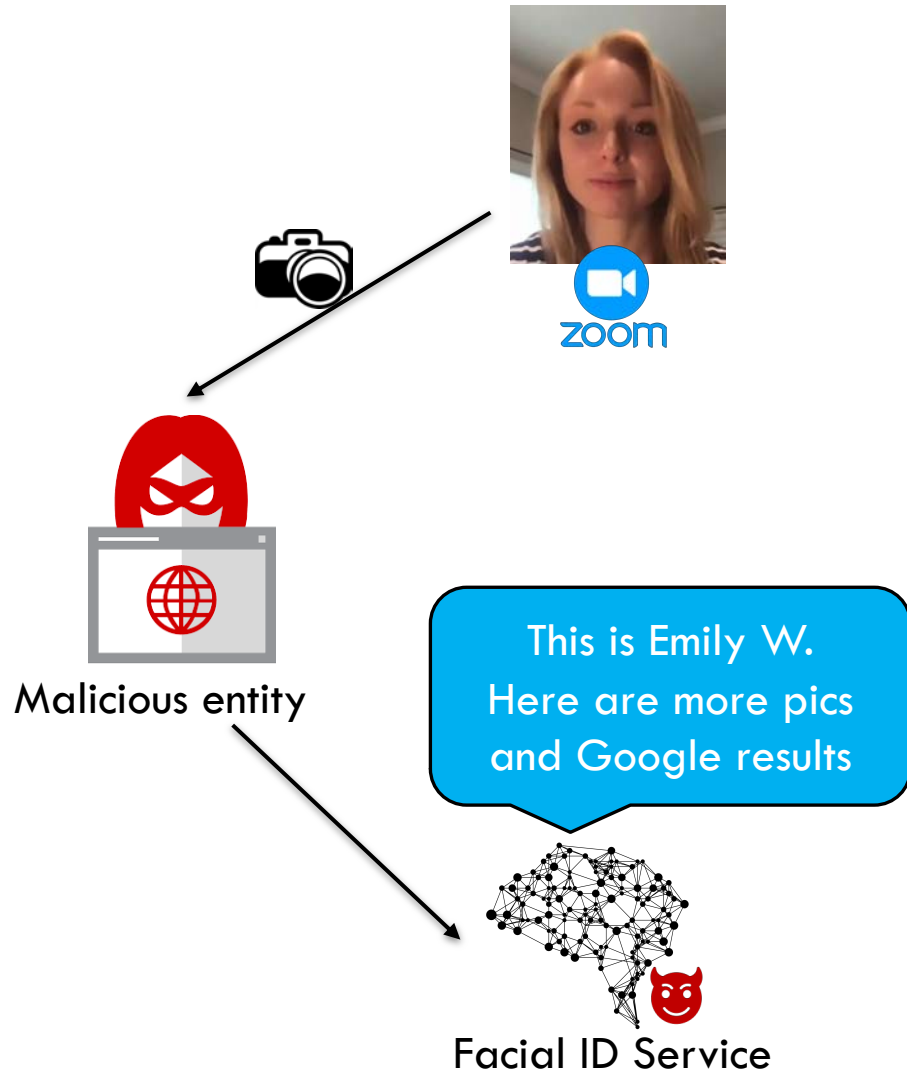 zoom
Malicious entity
This is Emily W.
Here are more pics
and Google results
Facial ID Service